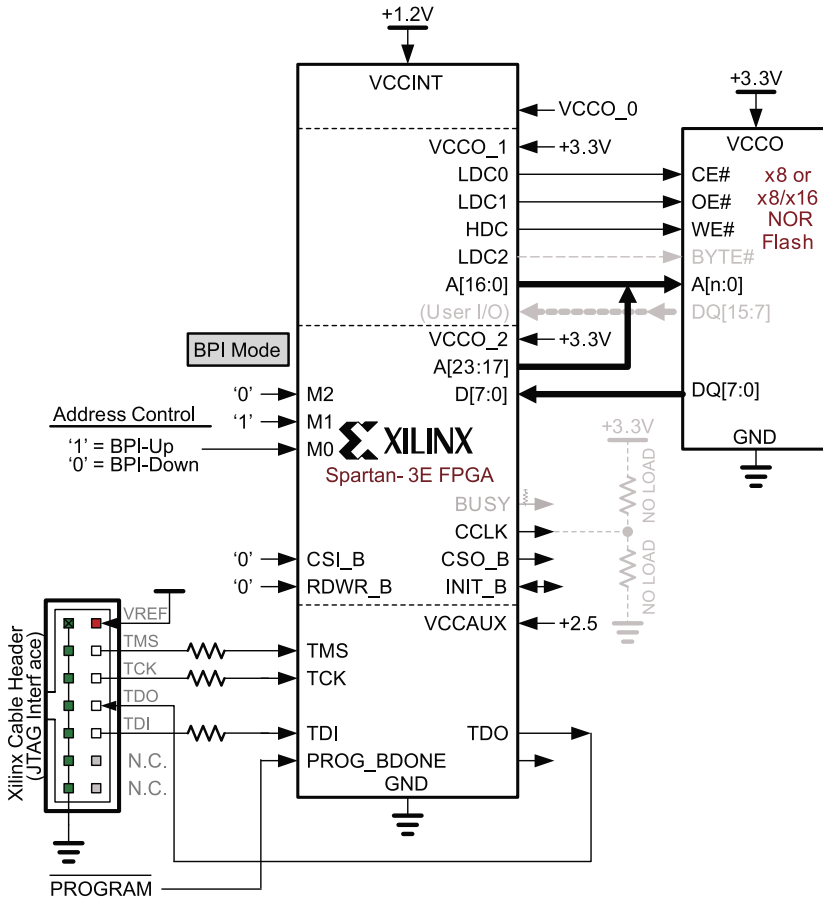 +1.2V
VCCINT
VCCO_0
+3.3V
VCCO
VCCO_1
+3.3V
LDC0
CE#
x8 or
x8/x16
NOR
Flash
LDC1
OE#
HDC
WE#
LDC2
BYTE#
A[16:0]
A[n:0]
(User I/O)
DQ[15:7]
VCCO_2
+3.3V
BPI Mode
A[23:17]
'0'
M2
D[7:0]
DQ[7:0]
Address Control
'1'
M1
'1' = BPI-Up
'0' = BPI-Down
M0
XILINX
Spartan- 3E FPGA
+3.3V
GND
NO LOAD
BUSY
CCLK
NO LOAD
'0'
CSI_B
CSO_B
'0'
RDWR_B
INIT_B
VREF
VCCAUX
+2.5
TMS
TMS
TCK
TCK
TDO
TDI
TDI
TDO
N.C.
PROG_BDONE
N.C.
GND
Xilinx Cable Header
(JTAG Interface)
PROGRAM